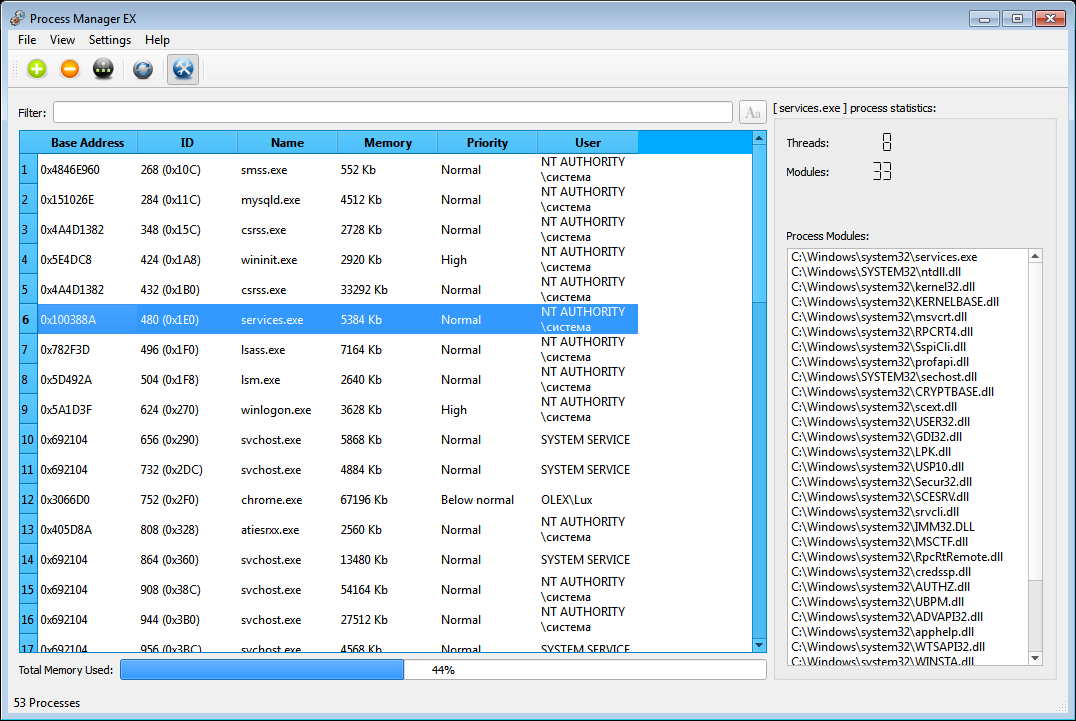 Process Manager EX
File View Settings Help
Filter:
Aa
Base Address ID Name Memory Priority User
1 0x4846E960 268 (0x10C) smss.exe 552 Kb Normal NT AUTHORITY
\система
2 0x151026E 284 (0x11C) mysqld.exe 4512 Kb Normal NT AUTHORITY
\система
3 0x4A4D1382 348 (0x15C) csrss.exe 2728 Kb Normal NT AUTHORITY
\система
4 0x5E4DC8 424 (0x1A8) wininit.exe 2920 Kb High NT AUTHORITY
\система
5 0x4A4D1382 432 (0x1B0) csrss.exe 33292 Kb Normal NT AUTHORITY
\система
6 0x100388A 480 (0x1E0) services.exe 5384 Kb Normal NT AUTHORITY
\система
7 0x782F3D 496 (0x1F0) lsass.exe 7164 Kb Normal NT AUTHORITY
\система
8 0x5D492A 504 (0x1F8) lsm.exe 2640 Kb Normal NT AUTHORITY
\система
9 0x5A1D3F 624 (0x270) winlogon.exe 3628 Kb High NT AUTHORITY
\система
10 0x692104 656 (0x290) svchost.exe 5868 Kb Normal SYSTEM SERVICE
11 0x692104 732 (0x2DC) svchost.exe 4884 Kb Normal SYSTEM SERVICE
12 0x3066D0 752 (0x2F0) chrome.exe 67196 Kb Below normal OLEX\Lux
13 0x405D8A 808 (0x328) atiesrxx.exe 2560 Kb Normal NT AUTHORITY
\система
14 0x692104 864 (0x360) svchost.exe 13480 Kb Normal SYSTEM SERVICE
15 0x692104 908 (0x38C) svchost.exe 54164 Kb Normal NT AUTHORITY
\система
16 0x692104 944 (0x3B0) svchost.exe 27512 Kb Normal NT AUTHORITY
\система
17 0x692104 956 (0x3BC) svchost.exe 4568 Kb Normal SYSTEM SERVICE
Total Memory Used: 44%
53 Processes
[ services.exe ] process statistics:
Threads: 8
Modules: 33
Process Modules:
C:\Windows\system32\services.exe
C:\Windows\SYSTEM32\ntdll.dll
C:\Windows\system32\kernel32.dll
C:\Windows\system32\KERNELBASE.dll
C:\Windows\system32\msvcrt.dll
C:\Windows\system32\RPCRT4.dll
C:\Windows\system32\SspiCli.dll
C:\Windows\system32\profapi.dll
C:\Windows\SYSTEM32\sechost.dll
C:\Windows\system32\CRYPTBASE.dll
C:\Windows\system32\scext.dll
C:\Windows\system32\USER32.dll
C:\Windows\system32\GDI32.dll
C:\Windows\system32\LPK.dll
C:\Windows\system32\USP10.dll
C:\Windows\system32\Secur32.dll
C:\Windows\system32\SCESRV.dll
C:\Windows\system32\srvcli.dll
C:\Windows\system32\IMM32.DLL
C:\Windows\system32\MSCTF.dll
C:\Windows\system32\RpcRtRemote.dll
C:\Windows\system32\credssp.dll
C:\Windows\system32\AUTHZ.dll
C:\Windows\system32\UBPM.dll
C:\Windows\system32\ADVAPI32.dll
C:\Windows\system32\apphelp.dll
C:\Windows\system32\WTSAPI32.dll
C:\Windows\system32\WINSTA.dll